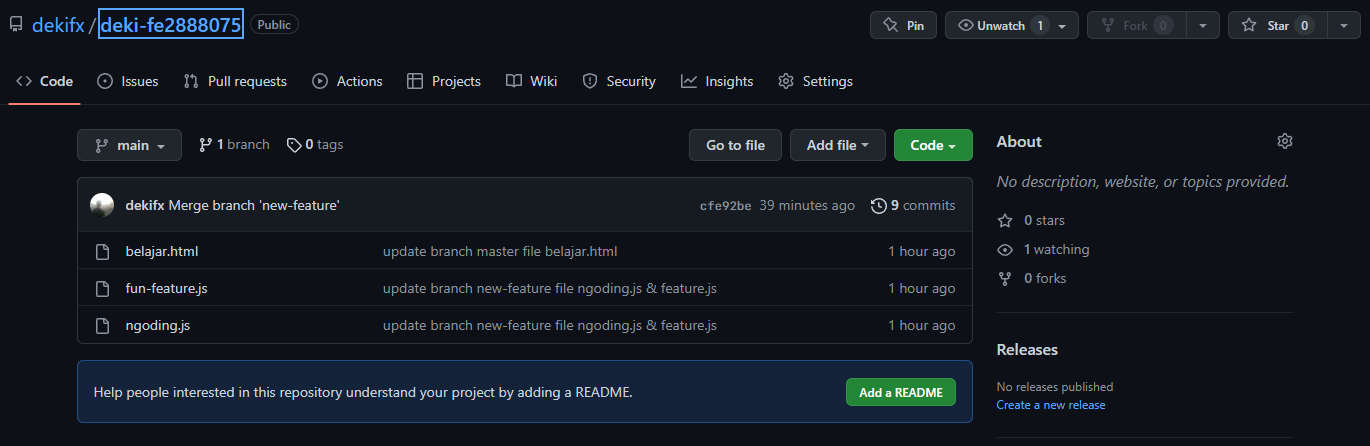 dekifx / deki-fe2888075 Public Pin Unwatch 1 Fork 0 Star 0
Code Issues Pull requests Actions Projects Wiki Security Insights Settings
main 1 branch 0 tags Go to file Add file Code
dekifx Merge branch 'new-feature' cfe92be 39 minutes ago 9 commits
belajar.html update branch master file belajar.html 1 hour ago
fun-feature.js update branch new-feature file ngoding.js & feature.js 1 hour ago
ngoding.js update branch new-feature file ngoding.js & feature.js 1 hour ago
Help people interested in this repository understand your project by adding a README. Add a README
About
No description, website, or topics provided.
0 stars
1 watching
0 forks
Releases
No releases published
Create a new release